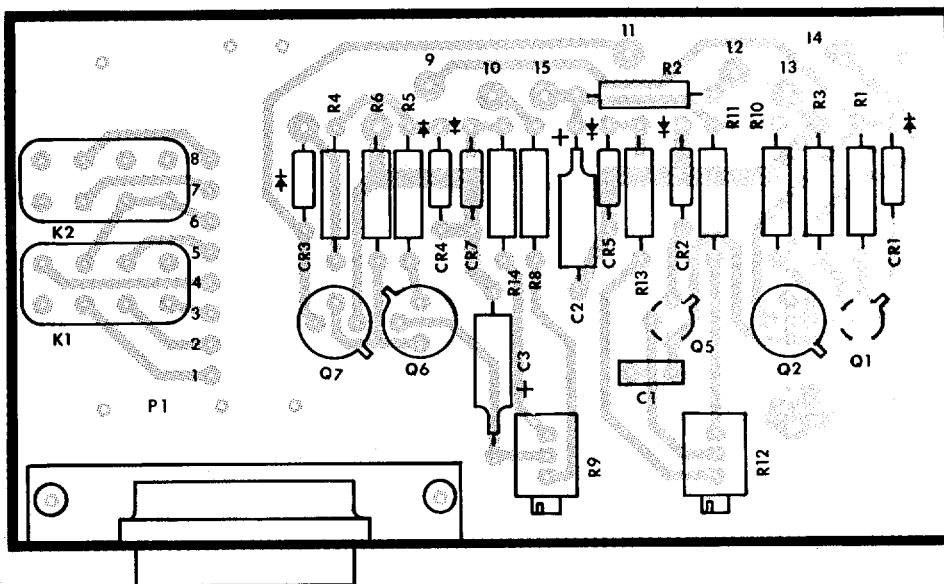 11
9
10
15
R2
12
14
13
R4
R6
R5
R11
R10
R3
R1
8
7
6
5
4
3
2
1
K2
K1
P1
+
CR3
CR4
CR7
R14
R8
C2
CR5
R13
CR2
CR1
Q7
Q6
C3
+
Q5
C1
Q2
Q1
R9
R12